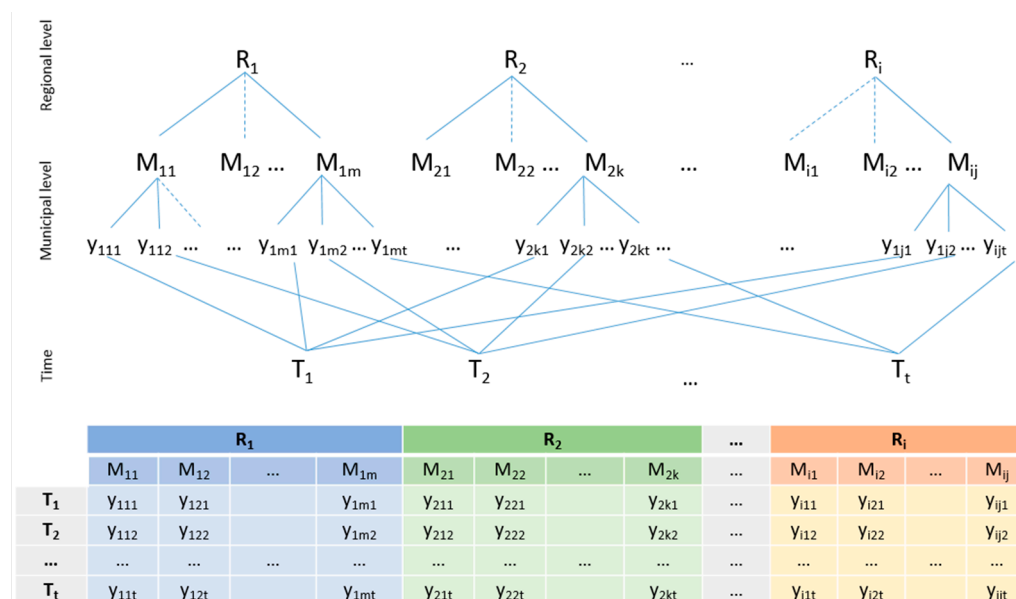 Regional level
R1 R2 ... Ri
Municipal level
M11 M12 ... M1m M21 M22 ... M2k ... Mi1 Mi2 ... Mij
y111 y112 ... ... y1m1 y1m2 ... y1mt ... y2k1 y2k2 ... y2kt ... ... y1j1 y1j2 ... yijt
Time
T1 T2 ... Tt
R1 R2 ... Ri
M11 M12 ... M1m M21 M22 ... M2k ... Mi1 Mi2 ... Mij
T1 y111 y121 y1m1 y211 y221 y2k1 ... yi11 yi21 yij1
T2 y112 y122 y1m2 y212 y222 y2k2 ... yi12 yi22 yij2
... ... ... ... ... ... ... ... ... ... ... ... ... ...
Tt y11t y12t y1mt y21t y22t y2kt ... yi1t yi2t yijt